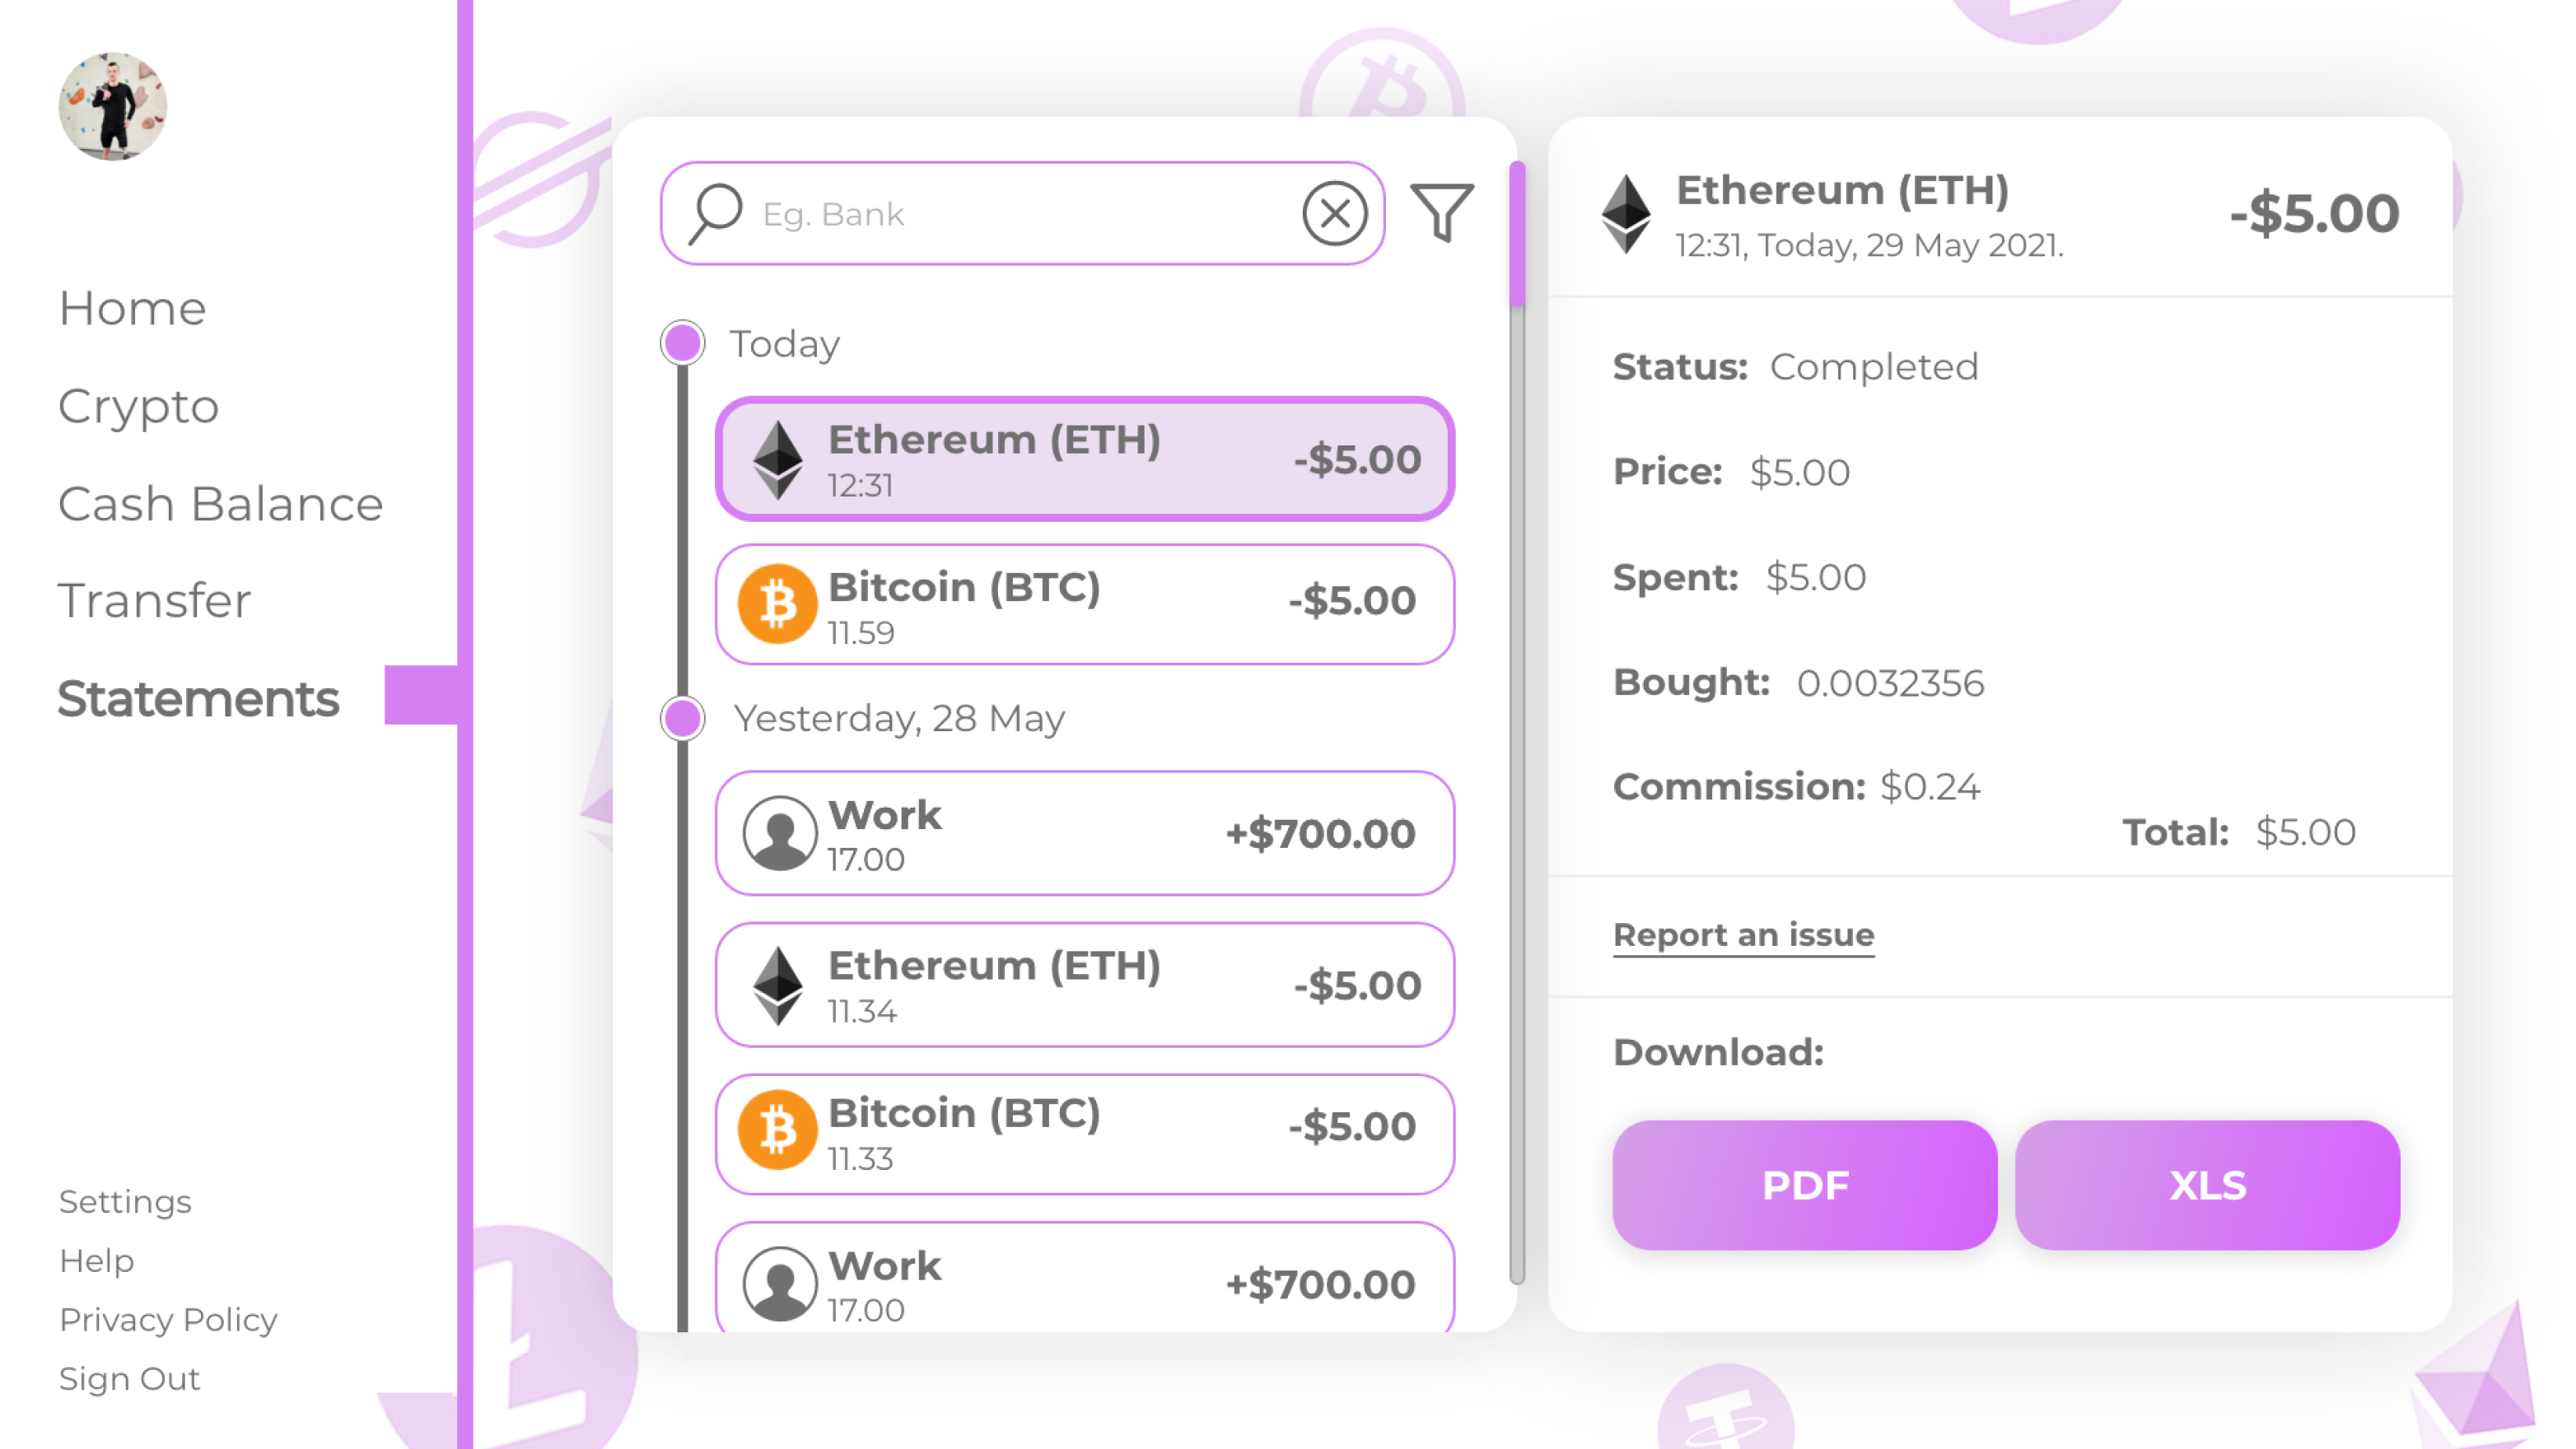 Home
Crypto
Cash Balance
Transfer
Statements
Settings
Help
Privacy Policy
Sign Out
Eg. Bank
Today
Ethereum (ETH)
12:31
-$5.00
Bitcoin (BTC)
11.59
-$5.00
Yesterday, 28 May
Work
17.00
+$700.00
Ethereum (ETH)
11.34
-$5.00
Bitcoin (BTC)
11.33
-$5.00
Work
17.00
+$700.00
Ethereum (ETH)
12:31, Today, 29 May 2021.
-$5.00
Status: Completed
Price: $5.00
Spent: $5.00
Bought: 0.0032356
Commission: $0.24
Total: $5.00
Report an issue
Download:
PDF
XLS